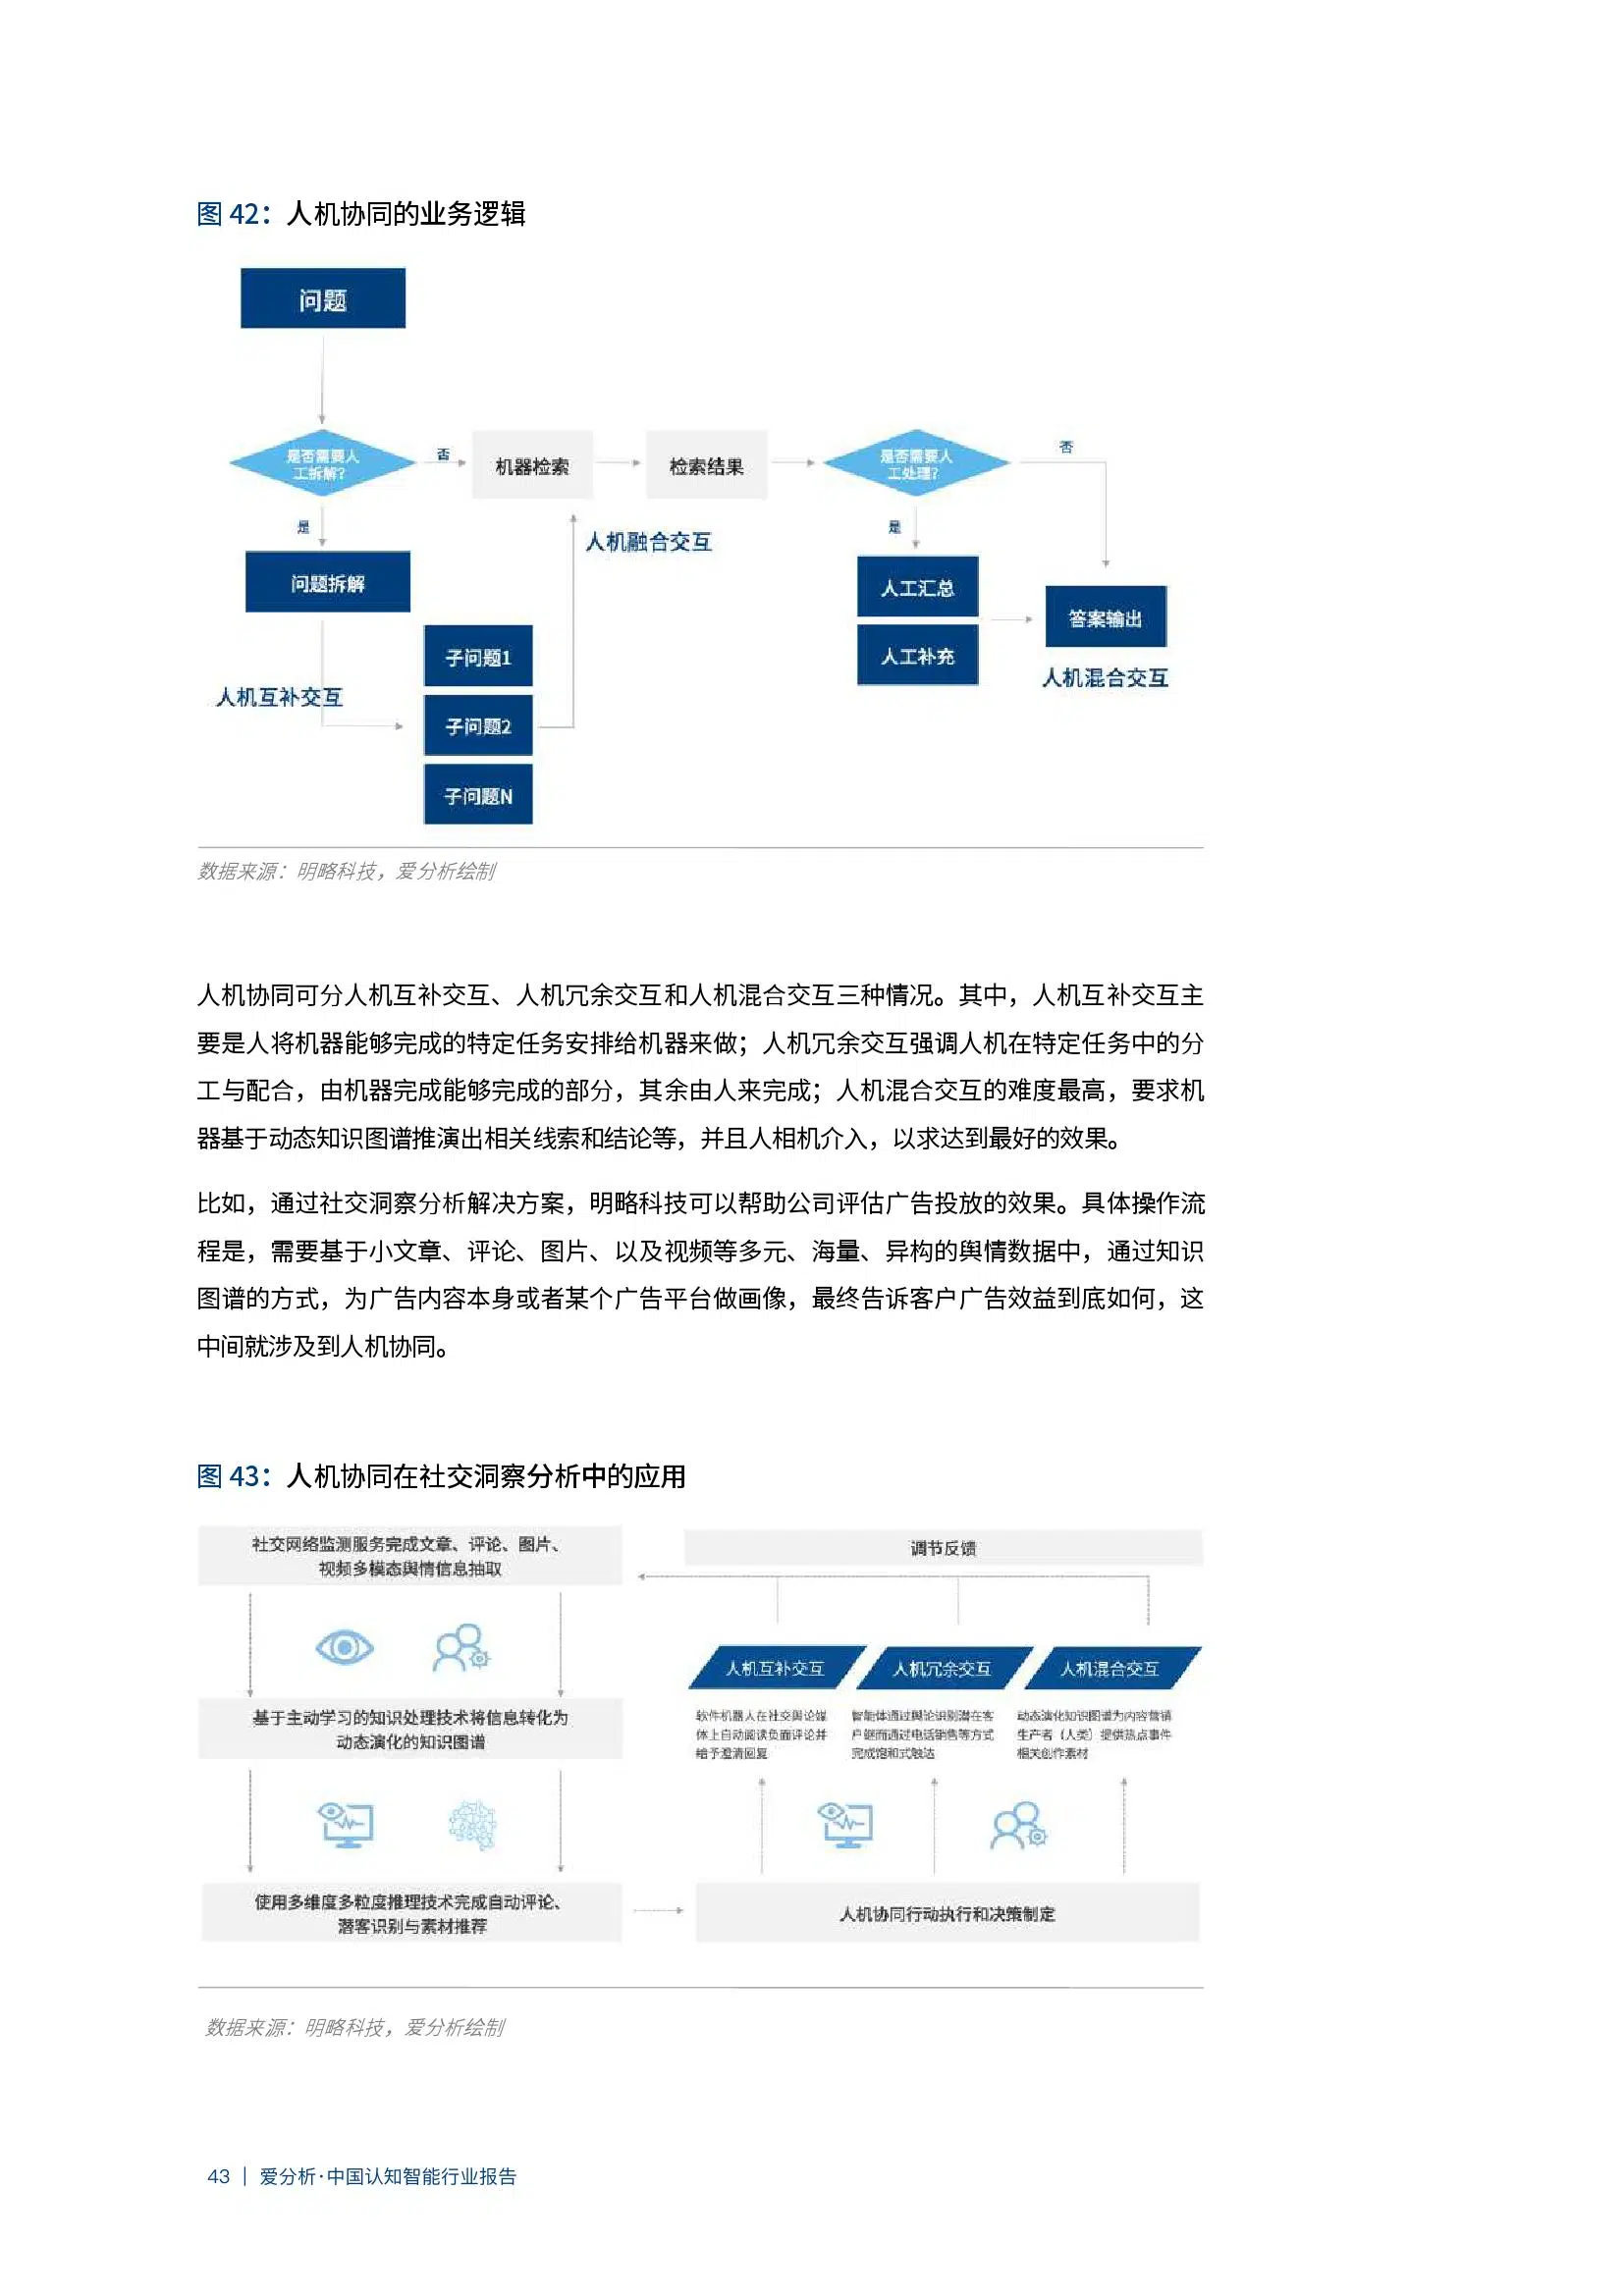 图 42：人机协同的业务逻辑
问题
是否需要人
工拆解？
否
机器检索
检索结果
是否需要人
工处理？
否
是
问题拆解
人机融合交互
是
人工汇总
人工补充
答案输出
人机混合交互
子问题1
人机互补交互
子问题2
子问题N
数据来源：明略科技，爱分析绘制
人机协同可分人机互补交互、人机冗余交互和人机混合交互三种情况。其中，人机互补交互主
要是人将机器能够完成的特定任务安排给机器来做；人机冗余交互强调人机在特定任务中的分
工与配合，由机器完成能够完成的部分，其余由人来完成；人机混合交互的难度最高，要求机
器基于动态知识图谱推演出相关线索和结论等，并且人相机介入，以求达到最好的效果。
比如，通过社交洞察分析解决方案，明略科技可以帮助公司评估广告投放的效果。具体操作流
程是，需要基于小文章、评论、图片、以及视频等多元、海量、异构的舆情数据中，通过知识
图谱的方式，为广告内容本身或者某个广告平台做画像，最终告诉客户广告效益到底如何，这
中间就涉及到人机协同。
图 43：人机协同在社交洞察分析中的应用
社交网络监测服务完成文章、评论、图片、
视频多模态舆情信息抽取
基于主动学习的知识处理技术将信息转化为
动态演化的知识图谱
使用多维度多粒度推理技术完成自动评论、
潜客识别与素材推荐
调节反馈
人机互补交互
人机冗余交互
人机混合交互
软件机器人在社交舆论媒
体上自动阅读负面评论并
给予澄清回复
智能体通过舆论识别潜在客
户继而通过电话销售等方式
完成饱和式触达
动态演化知识图谱为内容营销
生产者（人类）提供热点事件
相关创作素材
人机协同行动执行和决策制定
数据来源：明略科技，爱分析绘制
43 | 爱分析·中国认知智能行业报告